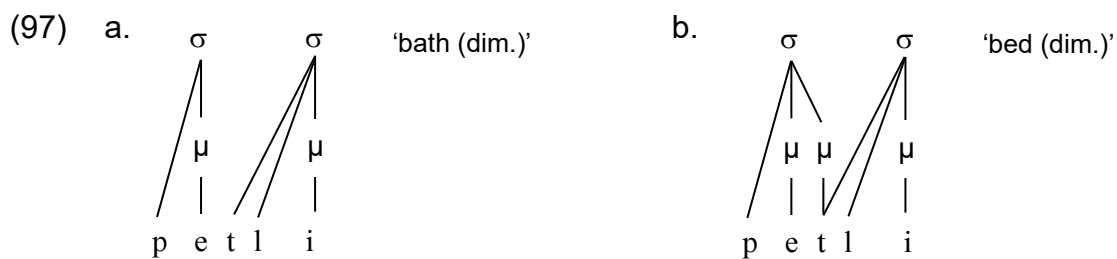 (97) a. σ σ ‘bath (dim.)’ b. σ σ ‘bed (dim.)’
μ μ μ μ μ
p e t l i p e t l i